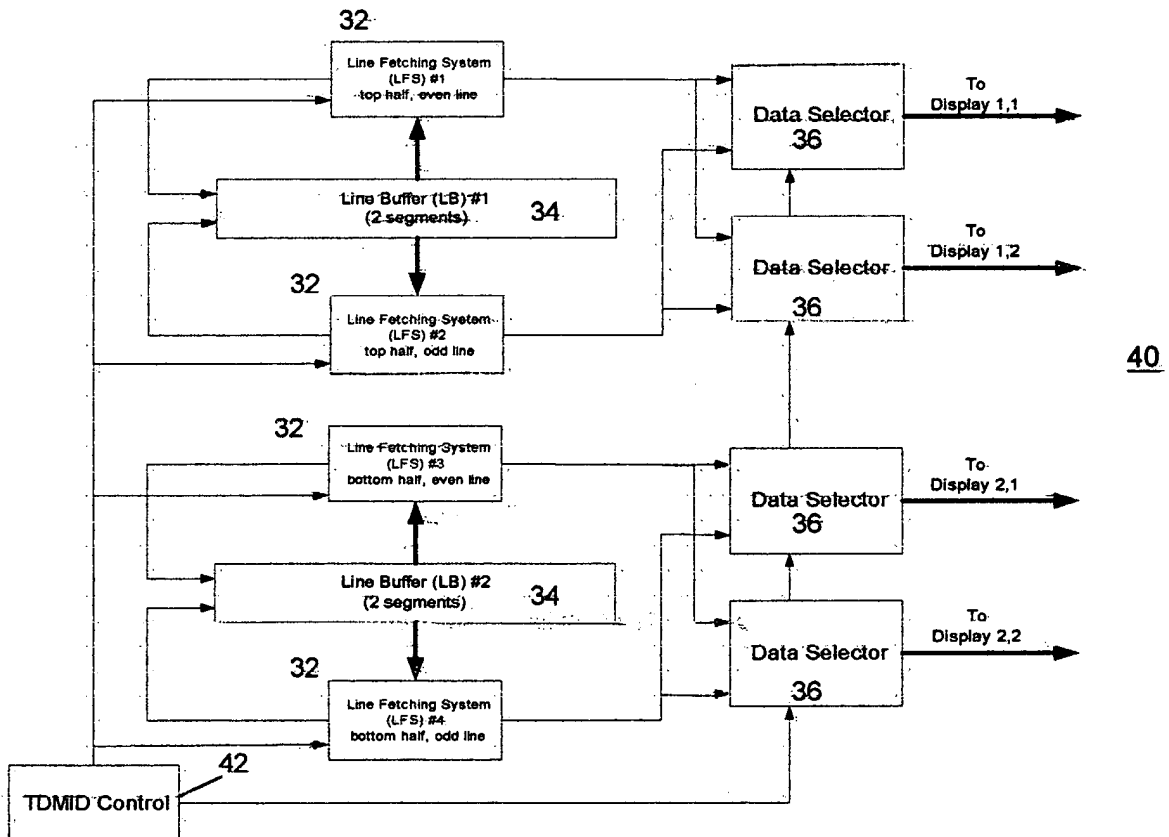 32
Line Fetching System
(LFS) #1
top half, even line
Data Selector
36
To
Display 1,1
Line Buffer (LB) #1
(2 segments)
34
Data Selector
36
To
Display 1,2
32
Line Fetching System
(LFS) #2
top half, odd line
40
32
Line Fetching System
(LFS) #3
bottom half, even line
Data Selector
36
To
Display 2,1
Line Buffer (LB) #2
(2 segments)
34
Data Selector
36
To
Display 2,2
32
Line Fetching System
(LFS) #4
bottom half, odd line
42
TDMID Control